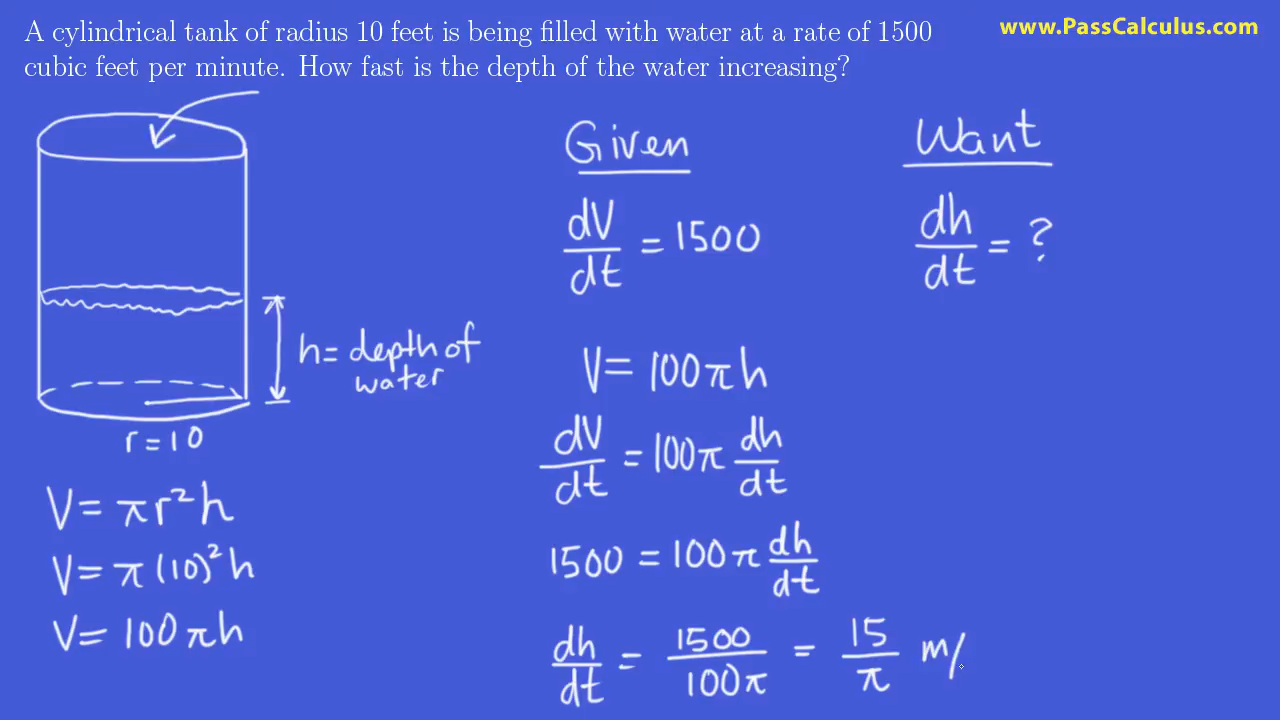 A cylindrical tank of radius 10 feet is being filled with water at a rate of 1500
cubic feet per minute. How fast is the depth of the water increasing?
www.PassCalculus.com
h = depth of
water
r = 10
V = πr²h
V = π(10)²h
V = 100πh
Given
dV/dt = 1500
Want
dh/dt = ?
V = 100πh
dV/dt = 100π dh/dt
1500 = 100π dh/dt
dh/dt = 1500/100π = 15/π m/